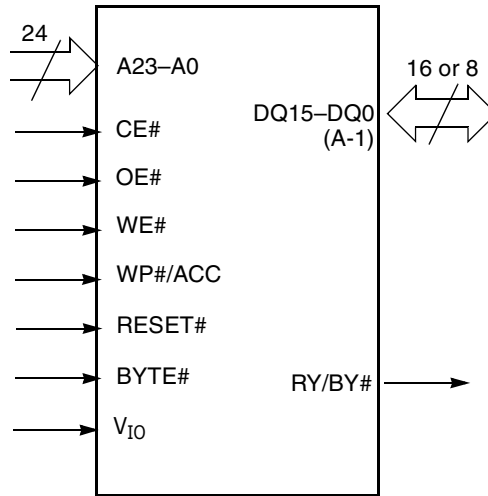 24
A23–A0
16 or 8
DQ15–DQ0
(A-1)
CE#
OE#
WE#
WP#/ACC
RESET#
BYTE#
RY/BY#
VIO